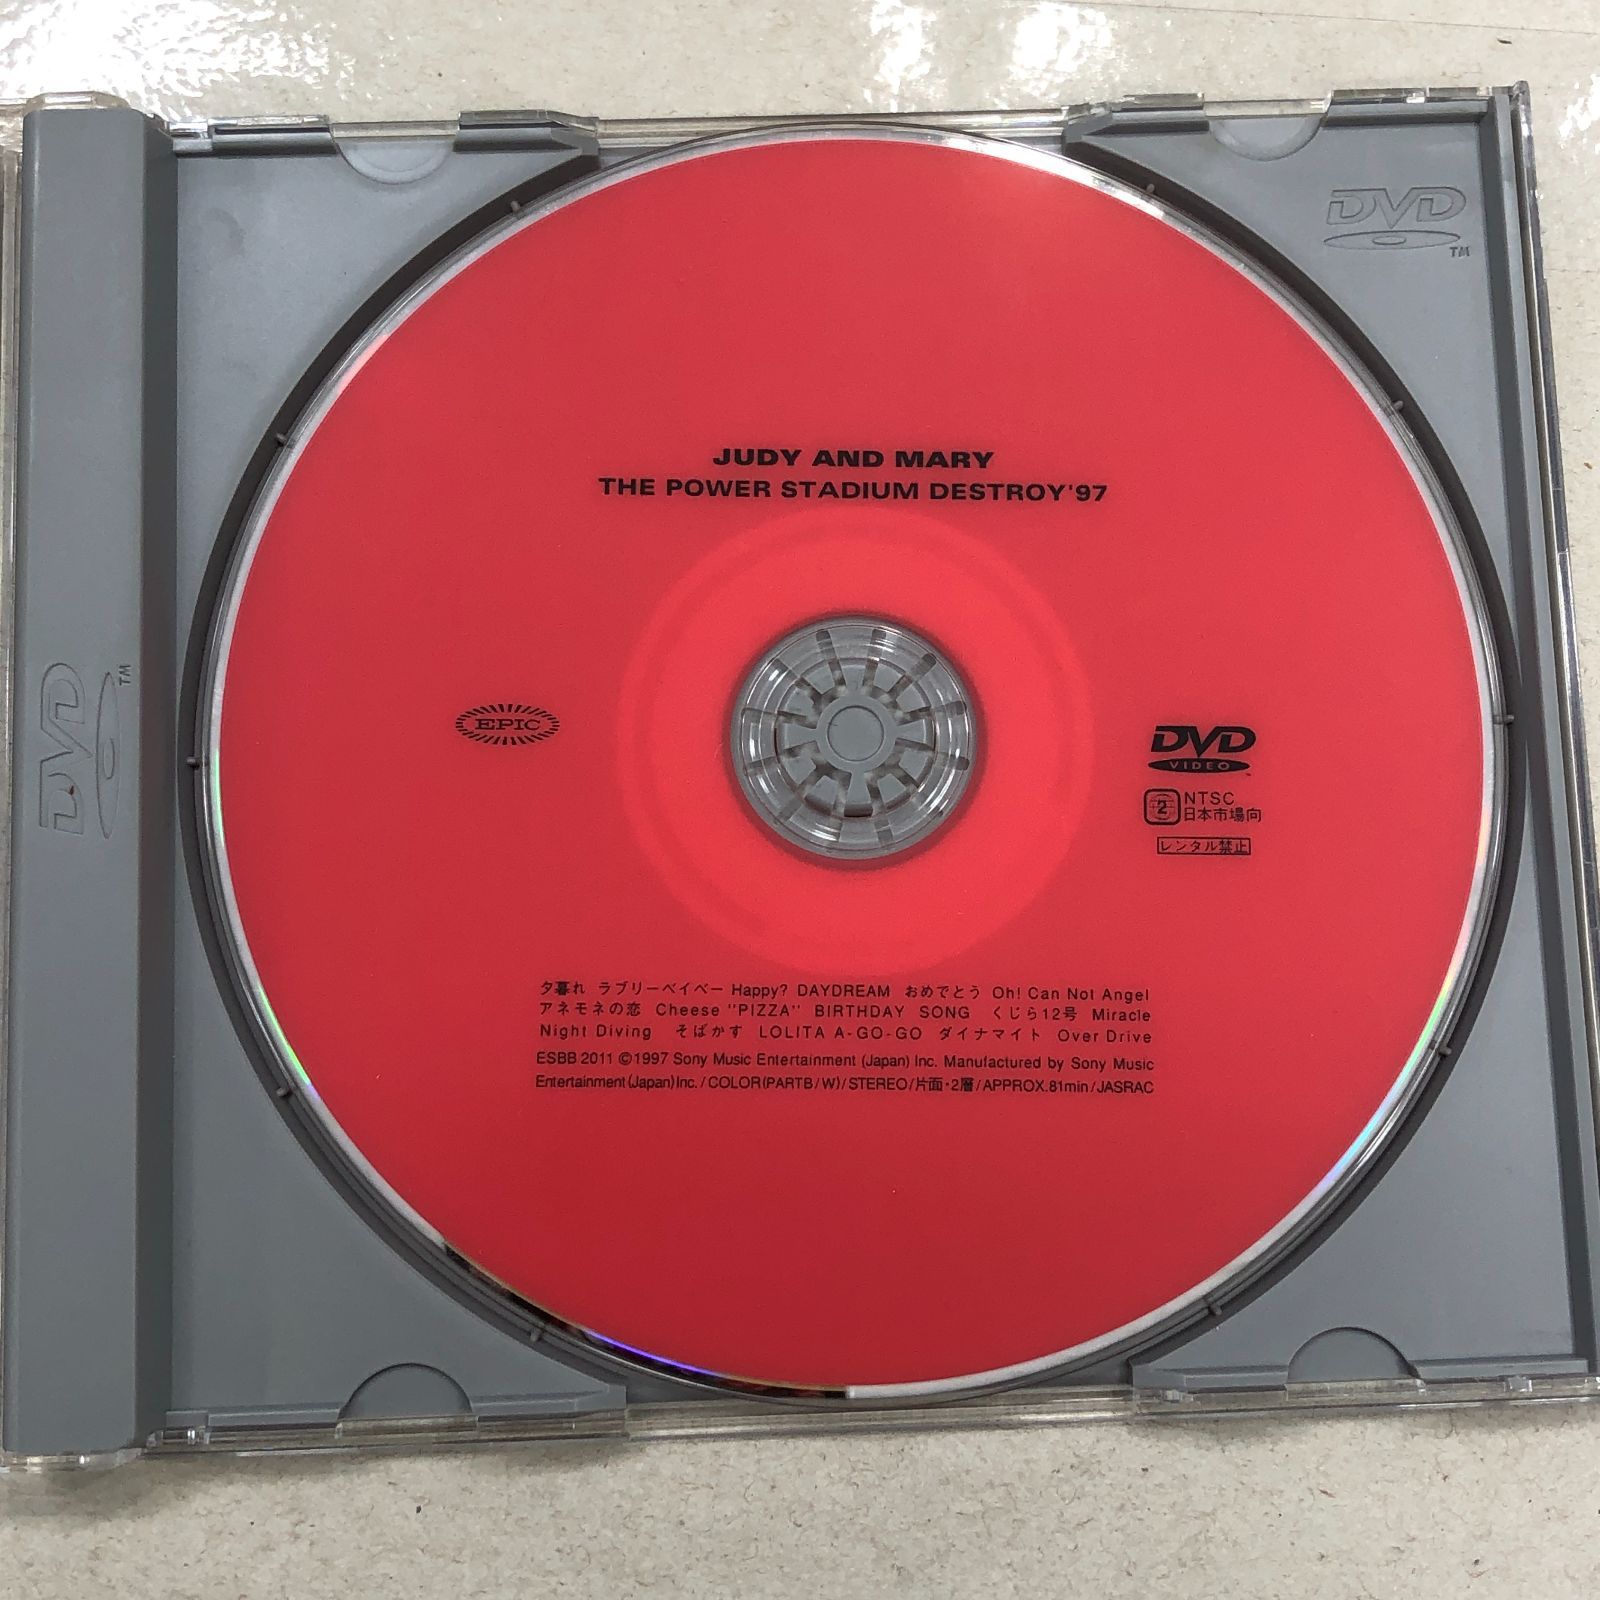 DVD
TM
JUDY AND MARY
THE POWER STADIUM DESTROY'97
EPIC
DVD
VIDEO
2 NTSC
日本市場向
レンタル禁止
DVD
TM
夕暮れ ラブリーベイベー Happy? DAYDREAM おめでとう Oh! Can Not Angel
アネモネの恋 Cheese "PIZZA" BIRTHDAY SONG くじら12号 Miracle
Night Diving そばかす LOLITA A-GO-GO ダイナマイト Over Drive
ESBB 2011 ©1997 Sony Music Entertainment (Japan) Inc. Manufactured by Sony Music
Entertainment(Japan)Inc./COLOR(PARTB/W)/STEREO/片面・2層/APPROX.81min/JASRAC